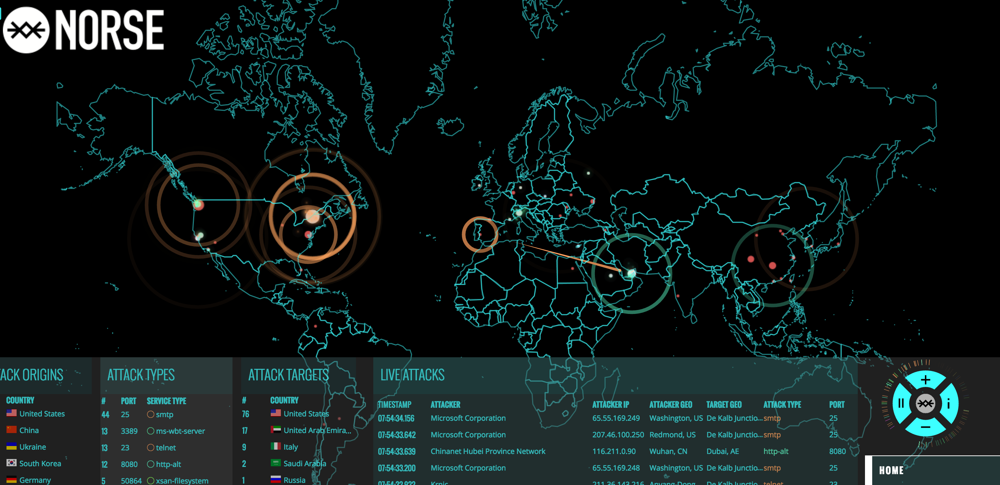 NORSE
ACK ORIGINS
COUNTRY
United States
China
Ukraine
South Korea
Germany
ATTACK TYPES
# PORT SERVICE TYPE
44 25 smtp
13 3389 ms-wbt-server
13 23 telnet
12 8080 http-alt
5 50864 xsan-filesystem
ATTACK TARGETS
# COUNTRY
76 United States
17 United Arab Emira...
9 Italy
2 Saudi Arabia
1 Russia
LIVE ATTACKS
TIMESTAMP ATTACKER ATTACKER IP ATTACKER GEO TARGET GEO ATTACK TYPE PORT
07:54:34.156 Microsoft Corporation 65.55.169.249 Washington, US De Kalb Junctio... smtp 25
07:54:33.642 Microsoft Corporation 207.46.100.250 Redmond, US De Kalb Junctio... smtp 25
07:54:33.639 Chinanet Hubei Province Network 116.211.0.90 Wuhan, CN Dubai, AE http-alt 8080
07:54:33.200 Microsoft Corporation 65.55.169.248 Washington, US De Kalb Junctio... smtp 25
Krnic 211.36.143.216 Anyang-Dong De Kalb Junctio... telnet 23
+
i
HOME